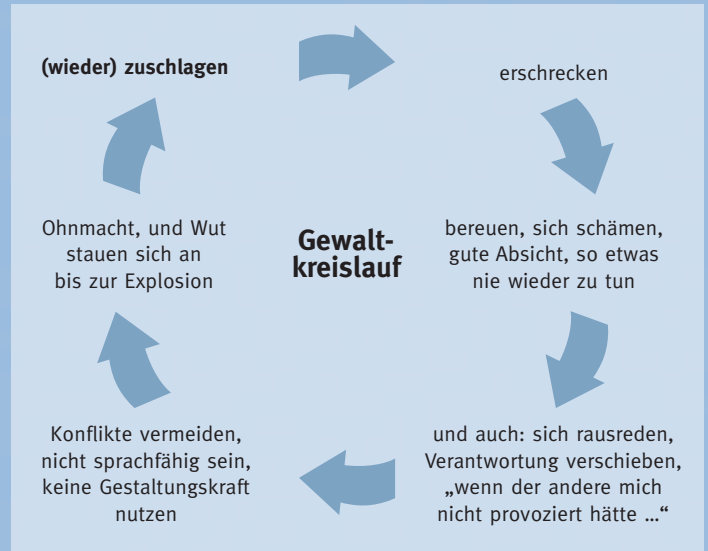 (wieder) zuschlagen
erschrecken
bereuen, sich schämen,
gute Absicht, so etwas
nie wieder zu tun
und auch: sich rausreden,
Verantwortung verschieben,
„wenn der andere mich
nicht provoziert hätte ...“
Konflikte vermeiden,
nicht sprachfähig sein,
keine Gestaltungskraft
nutzen
Ohnmacht, und Wut
stauen sich an
bis zur Explosion
Gewalt-
kreislauf